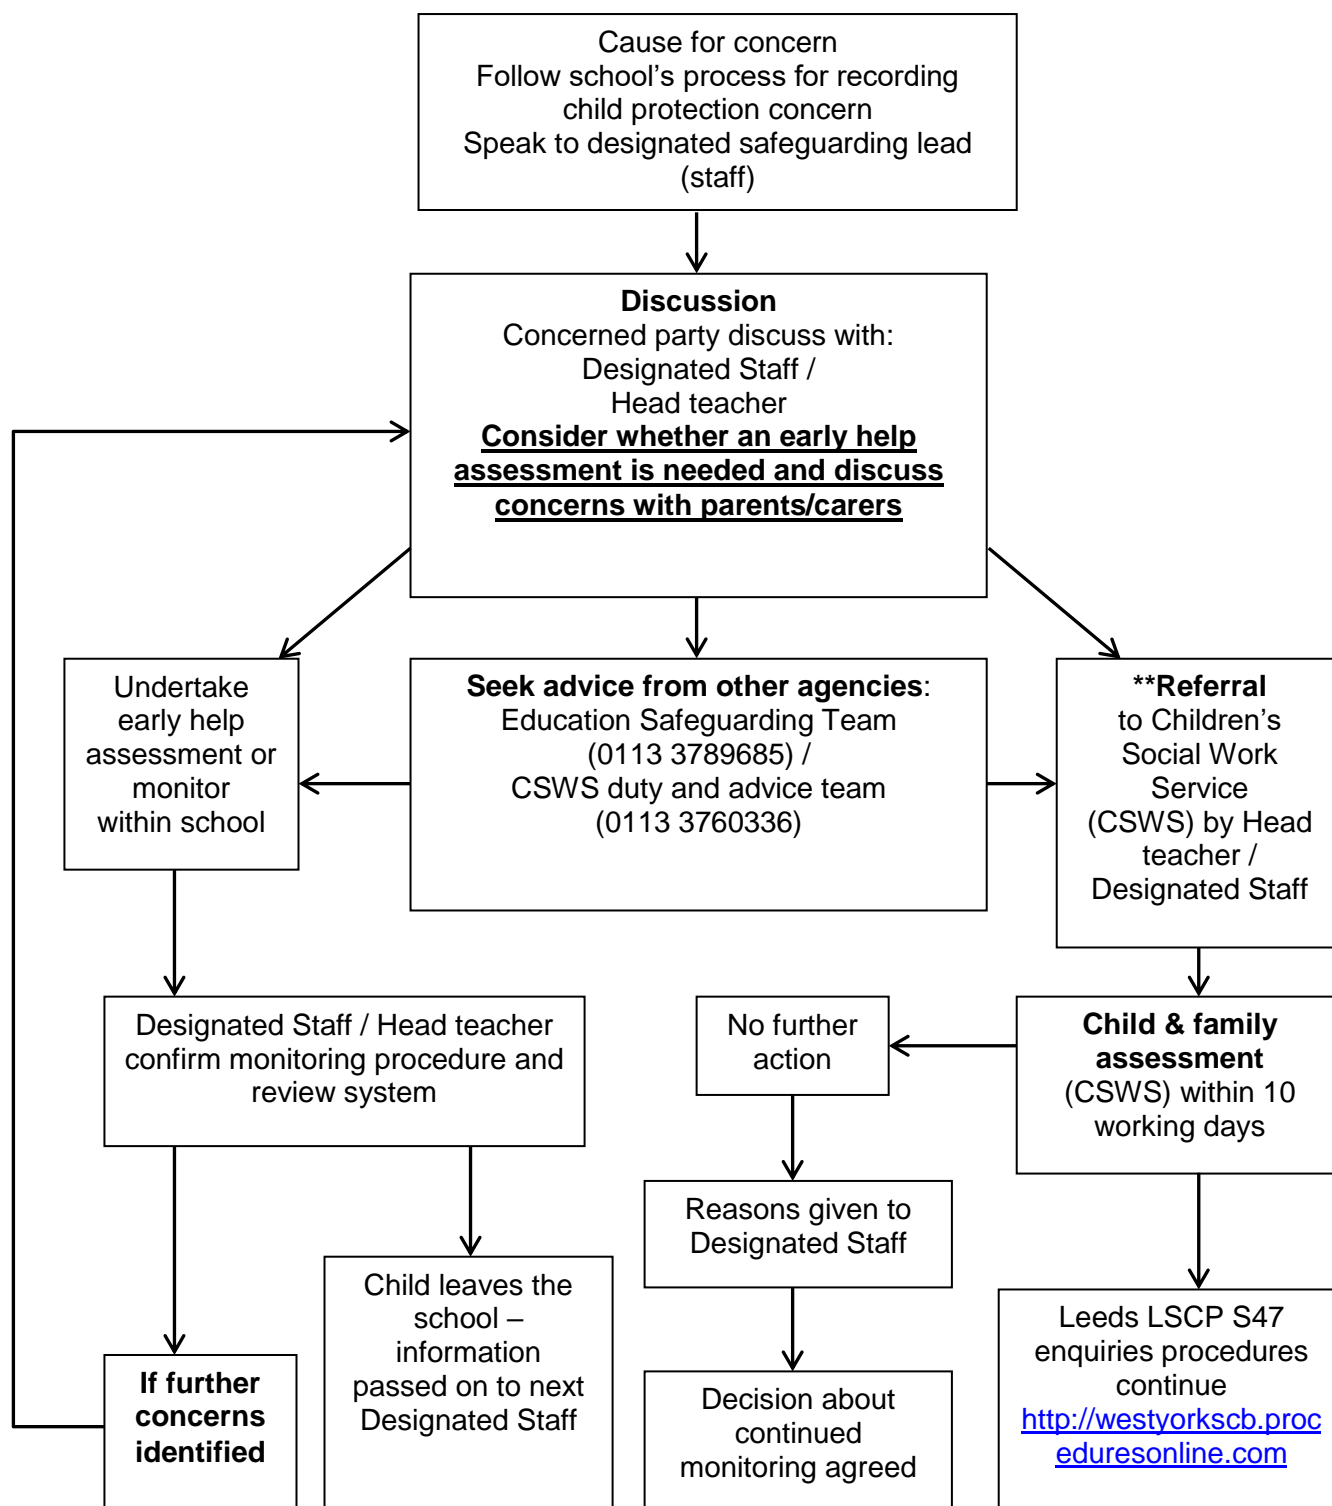 Cause for concern
Follow school’s process for recording
child protection concern
Speak to designated safeguarding lead
(staff)
Discussion
Concerned party discuss with:
Designated Staff /
Head teacher
Consider whether an early help
assessment is needed and discuss
concerns with parents/carers
Undertake
early help
assessment or
monitor
within school
Seek advice from other agencies:
Education Safeguarding Team
(0113 3789685) /
CSWS duty and advice team
(0113 3760336)
**Referral
to Children’s
Social Work
Service
(CSWS) by Head
teacher /
Designated Staff
Designated Staff / Head teacher
confirm monitoring procedure and
review system
No further
action
Child & family
assessment
(CSWS) within 10
working days
Reasons given to
Designated Staff
Child leaves the
school –
information
passed on to next
Designated Staff
If further
concerns
identified
Decision about
continued
monitoring agreed
Leeds LSCP S47
enquiries procedures
continue
http://westyorkscb.proc
eduresonline.com